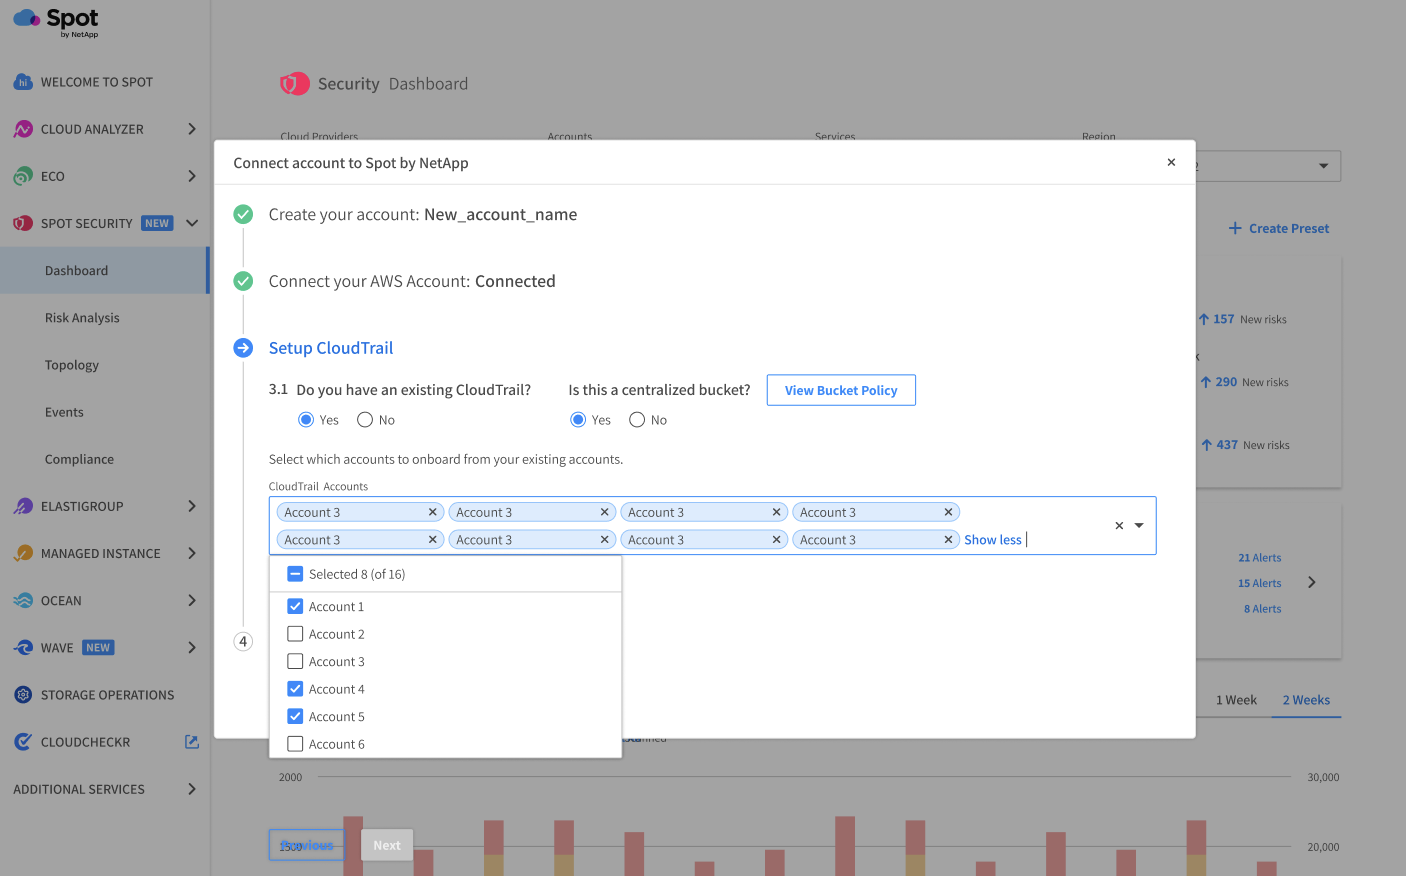 Spot
by NetApp
hi WELCOME TO SPOT
CLOUD ANALYZER
ECO
SPOT SECURITY NEW
Dashboard
Risk Analysis
Topology
Events
Compliance
ELASTIGROUP
MANAGED INSTANCE
OCEAN
WAVE NEW
STORAGE OPERATIONS
CLOUDCHECKR
ADDITIONAL SERVICES
Security Dashboard
Cloud Providers Accounts Services Region
Create Preset
157 New risks
290 New risks
437 New risks
21 Alerts
15 Alerts
8 Alerts
1 Week 2 Weeks
Connect account to Spot by NetApp
Create your account: New_account_name
Connect your AWS Account: Connected
Setup CloudTrail
3.1 Do you have an existing CloudTrail? Is this a centralized bucket? View Bucket Policy
Yes No Yes No
Select which accounts to onboard from your existing accounts.
CloudTrail Accounts
Account 3 Account 3 Account 3 Account 3
Account 3 Account 3 Account 3 Account 3 Show less
Selected 8 (of 16)
Account 1
Account 2
Account 3
Account 4
Account 5
Account 6
4
2000 30,000
1500 20,000
Previous Next